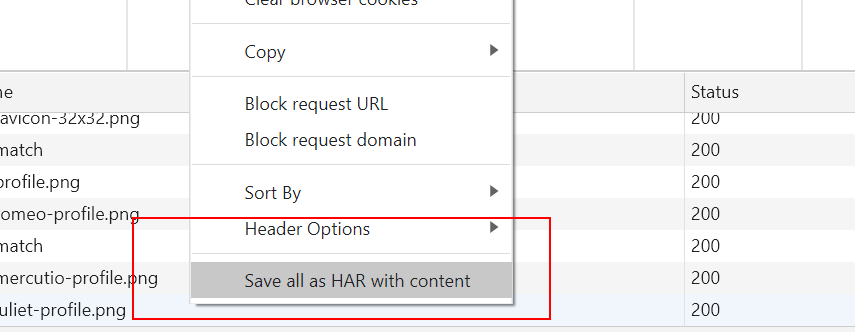 Clear browser cookies
Copy
Block request URL
me
Status
avicon-32x32.png
200
Block request domain
match
200
profile.png
Sort By
200
omeo-profile.png
200
Header Options
match
200
mercutio-profile.png
Save all as HAR with content
200
uliet-profile.png
200